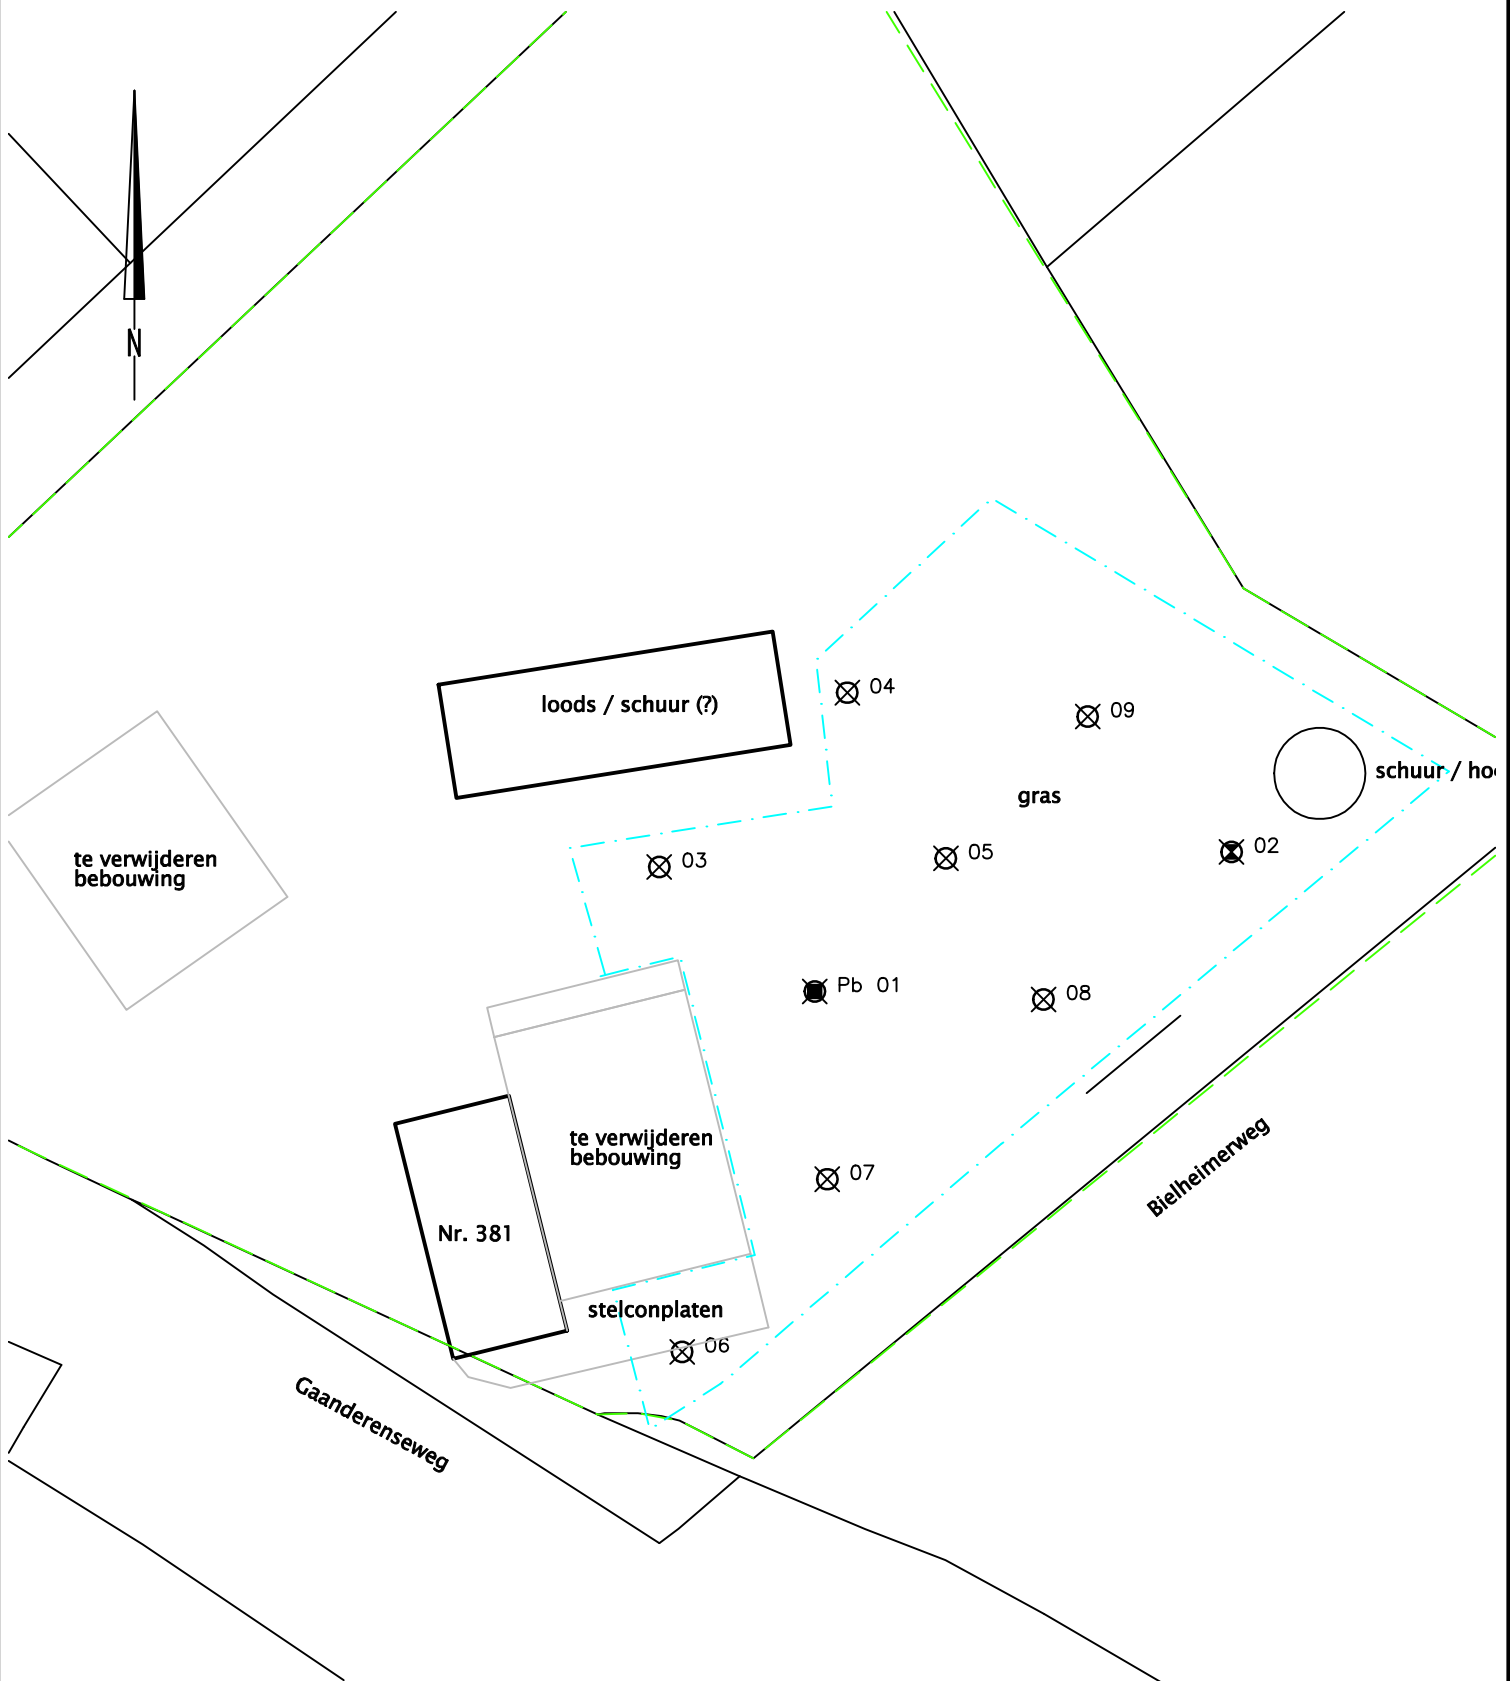 N
loods / schuur (?)
04
09
schuur / hoo
gras
te verwijderen
bebouwing
03
05
02
Pb 01
08
te verwijderen
bebouwing
07
Bielheimerweg
Nr. 381
stelconplaten
06
Gaanderenseweg